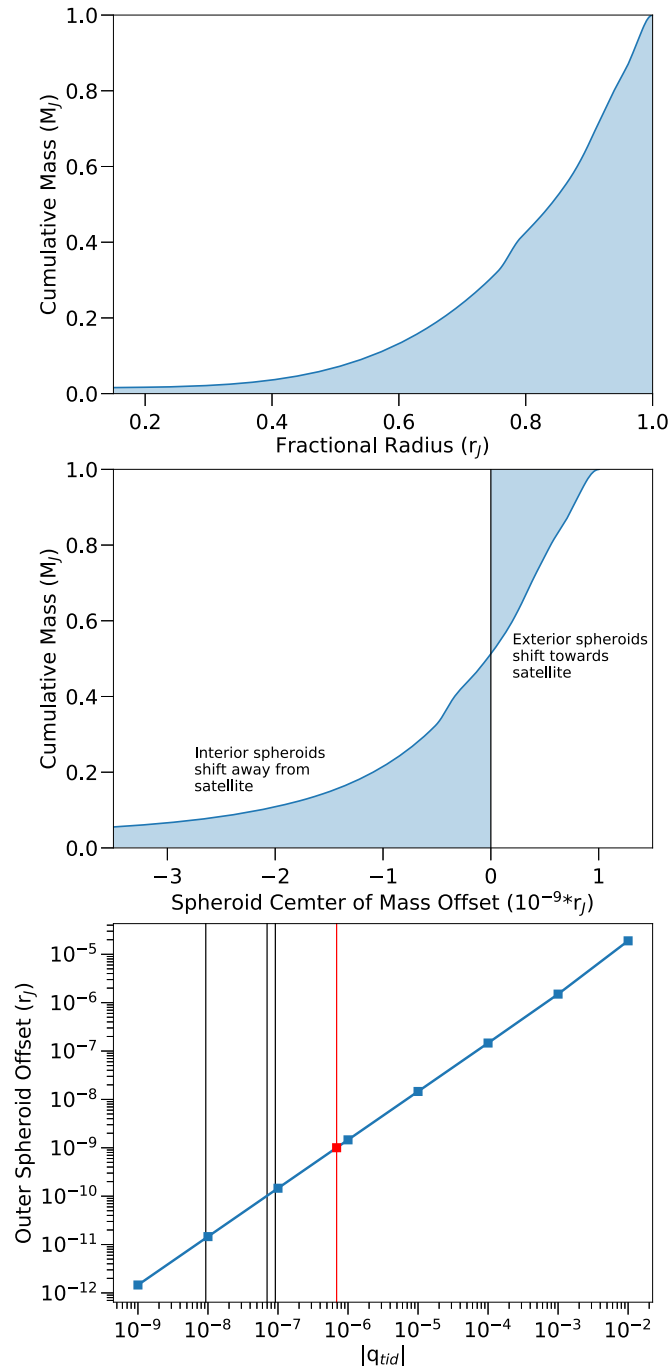 1.0
0.8
0.6
0.4
0.2
0.0
Cumulative Mass (M_J)
0.2 0.4 0.6 0.8 1.0
Fractional Radius (r_J)
1.0
0.8
0.6
0.4
0.2
0.0
Cumulative Mass (M_J)
Exterior spheroids
shift towards
satellite
Interior spheroids
shift away from
satellite
−3 −2 −1 0 1
Spheroid Cemter of Mass Offset (10^{-9}*r_J)
10^{-5}
10^{-6}
10^{-7}
10^{-8}
10^{-9}
10^{-10}
10^{-11}
10^{-12}
Outer Spheroid Offset (r_J)
10^{-9} 10^{-8} 10^{-7} 10^{-6} 10^{-5} 10^{-4} 10^{-3} 10^{-2}
|q_{tid}|